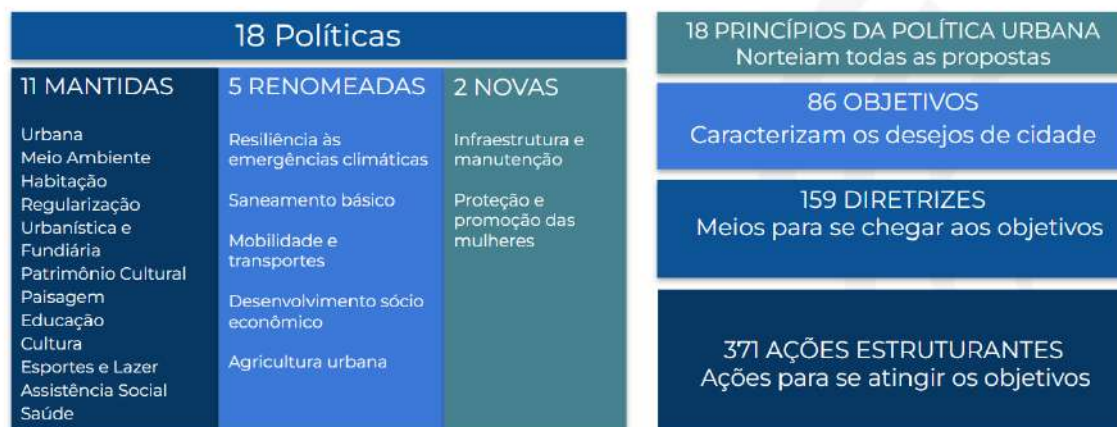 18 Políticas
11 MANTIDAS
Urbana
Meio Ambiente
Habitação
Regularização
Urbanística e
Fundiária
Patrimônio Cultural
Paisagem
Educação
Cultura
Esportes e Lazer
Assistência Social
Saúde
5 RENOMEADAS
Resiliência às
emergências climáticas
Saneamento básico
Mobilidade e
transportes
Desenvolvimento sócio
econômico
Agricultura urbana
2 NOVAS
Infraestrutura e
manutenção
Proteção e
promoção das
mulheres
18 PRINCÍPIOS DA POLÍTICA URBANA
Norteiam todas as propostas
86 OBJETIVOS
Caracterizam os desejos de cidade
159 DIRETRIZES
Meios para se chegar aos objetivos
371 AÇÕES ESTRUTURANTES
Ações para se atingir os objetivos